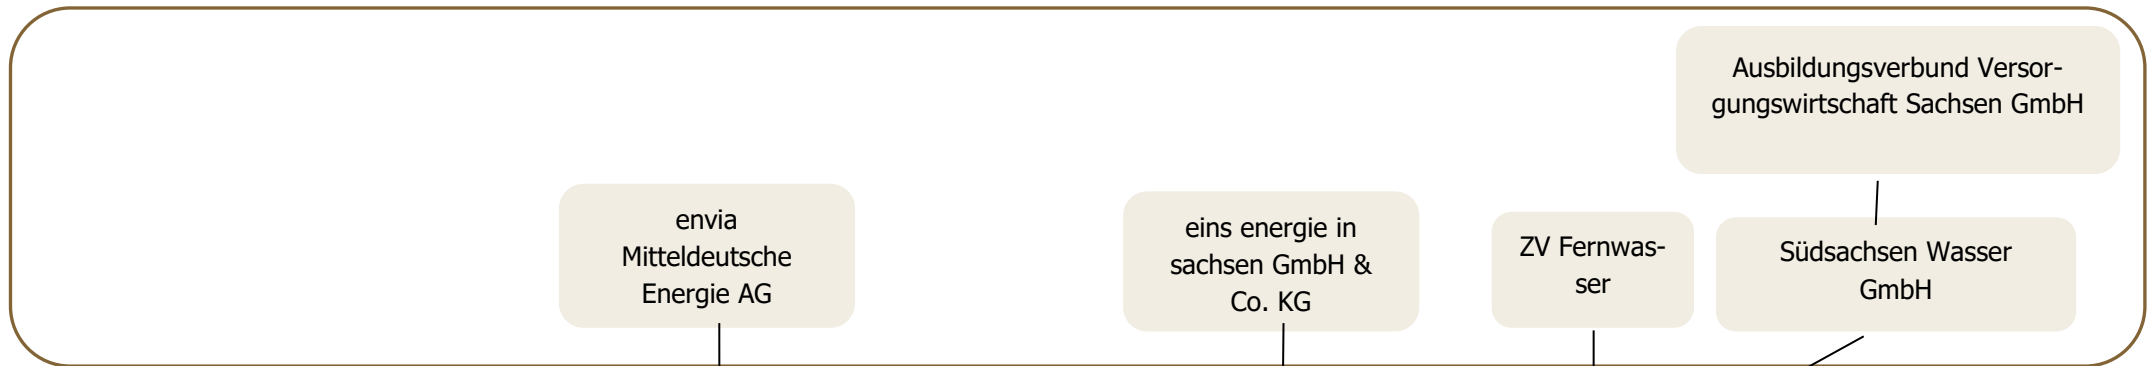 Ausbildungsverbund Versor-
gungswirtschaft Sachsen GmbH
envia
Mitteldeutsche
Energie AG
eins energie in
sachsen GmbH &
Co. KG
ZV Fernwas-
ser
Südsachsen Wasser
GmbH